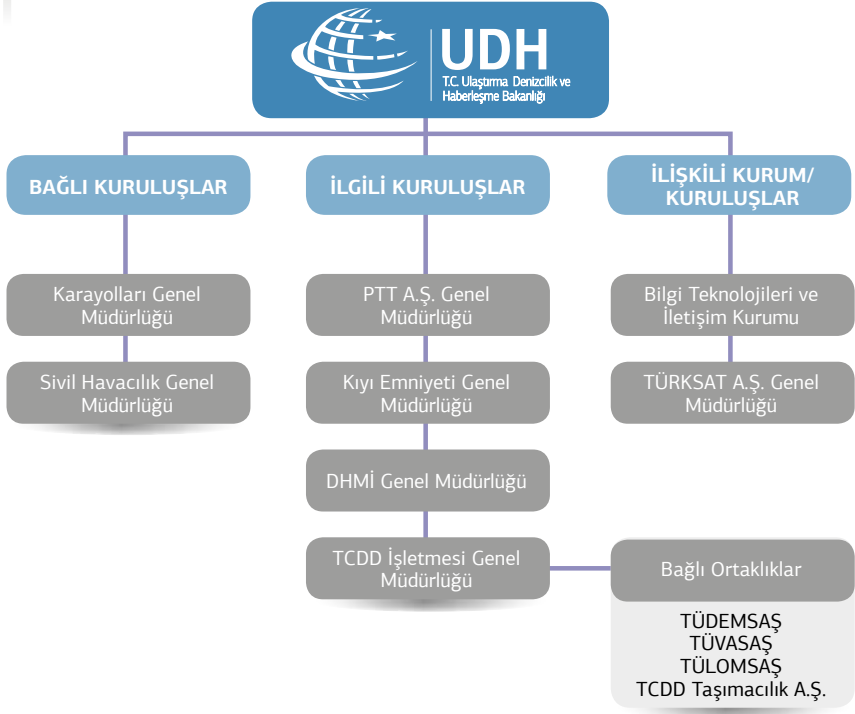 UDH
T.C. Ulaştırma Denizcilik ve
Haberleşme Bakanlığı
BAĞLI KURULUŞLAR
Karayolları Genel
Müdürlüğü
Sivil Havacılık Genel
Müdürlüğü
İLGİLİ KURULUŞLAR
PTT A.Ş. Genel
Müdürlüğü
Kıyı Emniyeti Genel
Müdürlüğü
DHMİ Genel Müdürlüğü
TCDD İşletmesi Genel
Müdürlüğü
Bağlı Ortaklıklar
TÜDEMSAŞ
TÜVASAŞ
TÜLOMSAŞ
TCDD Taşımacılık A.Ş.
İLİŞKİLİ KURUM/
KURULUŞLAR
Bilgi Teknolojileri ve
İletişim Kurumu
TÜRKSAT A.Ş. Genel
Müdürlüğü